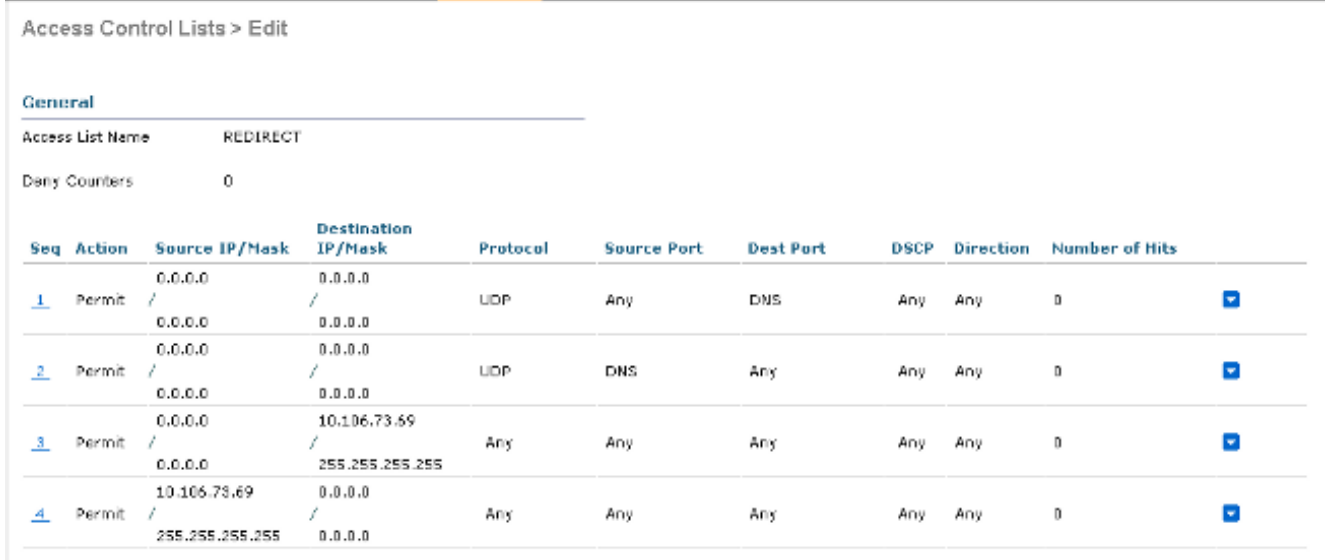 Access Control Lists > Edit
General
Access List Name REDIRECT
Deny Counters 0
Seq Action Source IP/Mask Destination IP/Mask Protocol Source Port Dest Port DSCP Direction Number of Hits
1 Permit 0.0.0.0 / 0.0.0.0 0.0.0.0 / 0.0.0.0 UDP Any DNS Any Any 0
2 Permit 0.0.0.0 / 0.0.0.0 0.0.0.0 / 0.0.0.0 UDP DNS Any Any Any 0
3 Permit 0.0.0.0 / 0.0.0.0 10.106.73.69 / 255.255.255.255 Any Any Any Any Any 0
4 Permit 10.106.73.69 / 255.255.255.255 0.0.0.0 / 0.0.0.0 Any Any Any Any Any 0